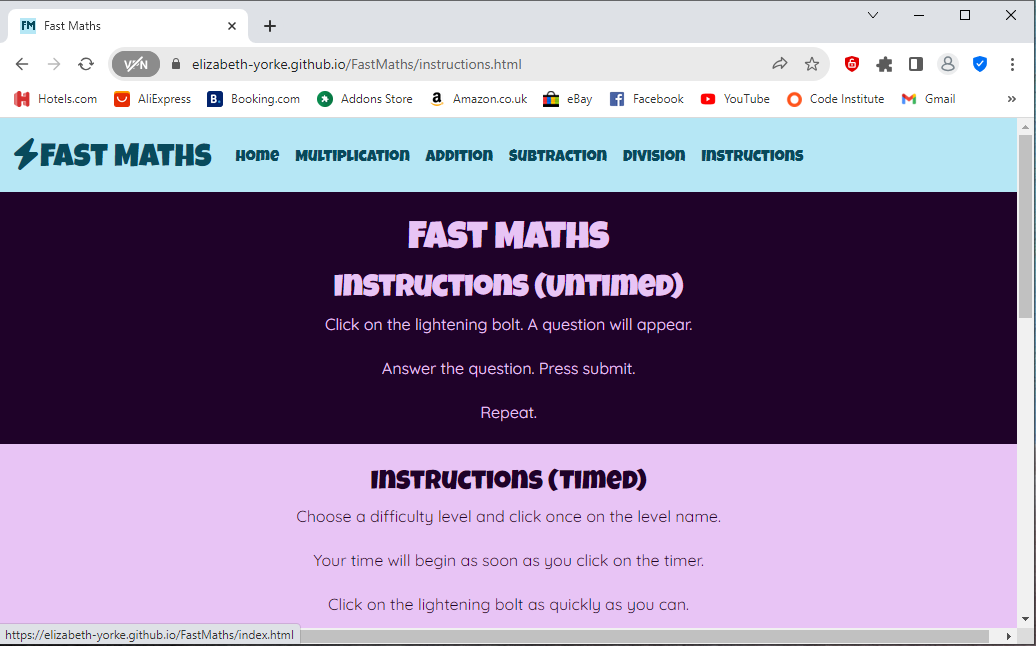 Fast Maths
VPN
elizabeth-yorke.github.io/FastMaths/instructions.html
Hotels.com AliExpress B. Booking.com Addons Store a Amazon.co.uk eBay Facebook YouTube Code Institute Gmail »
FAST MATHS Home Multiplication Addition Subtraction Division Instructions
FAST MATHS
Instructions (Untimed)
Click on the lightening bolt. A question will appear.
Answer the question. Press submit.
Repeat.
Instructions (Timed)
Choose a difficulty level and click once on the level name.
Your time will begin as soon as you click on the timer.
Click on the lightening bolt as quickly as you can.
https://elizabeth-yorke.github.io/FastMaths/index.html